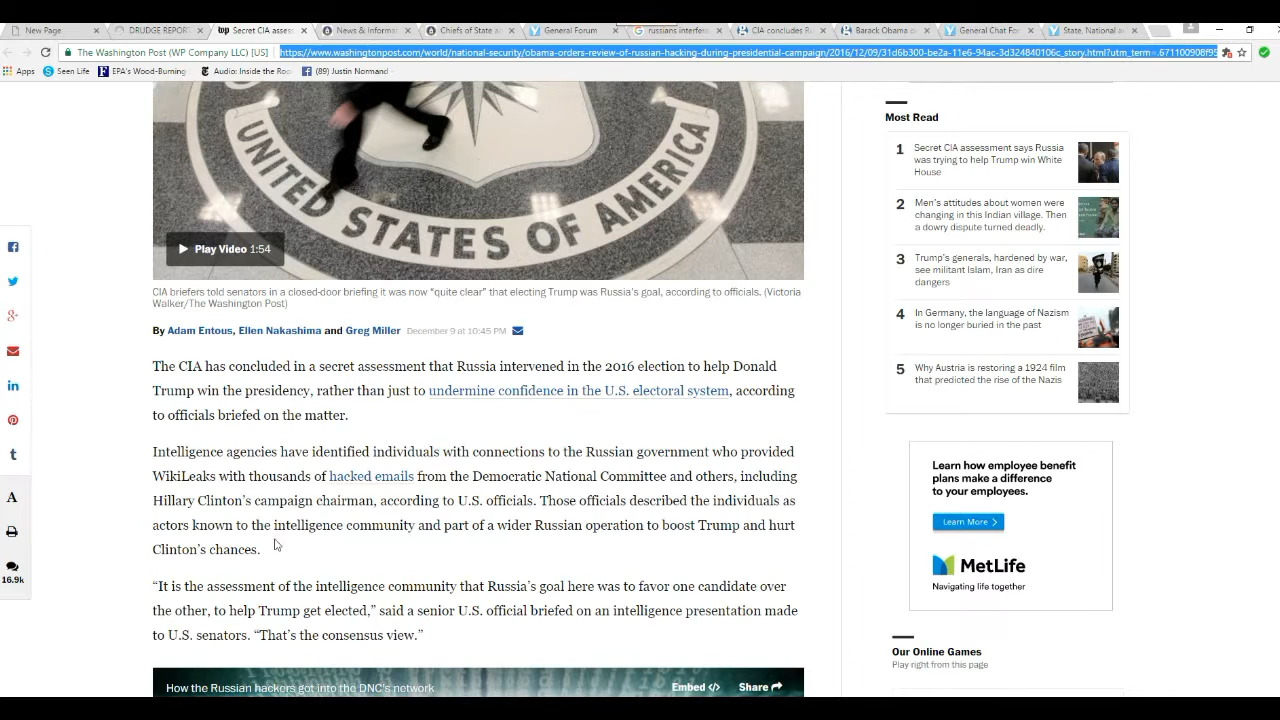 New Page
DRUDGE REPORT
Secret CIA asses
News & Informa
Chiefs of State a
General Forum
russians interfer
CIA concludes R
Barack Obama o
General Chat For
State, National a
The Washington Post (WP Company LLC) [US]
https://www.washingtonpost.com/world/national-security/obama-orders-review-of-russian-hacking-during-presidential-campaign/2016/12/09/31d6b300-be2a-11e6-94ac-3d324840106c_story.html?utm_term=.671100908f95
Apps
Seen Life
EPA's Wood-Burning
Audio: Inside the Ro
(89) Justin Normand
UNITED STATES OF AMERICA
Play Video 1:54
CIA briefers told senators in a closed-door briefing it was now “quite clear” that electing Trump was Russia's goal, according to officials. (Victoria
Walker/The Washington Post)
By Adam Entous, Ellen Nakashima and Greg Miller December 9 at 10:45 PM
The CIA has concluded in a secret assessment that Russia intervened in the 2016 election to help Donald
Trump win the presidency, rather than just to undermine confidence in the U.S. electoral system, according
to officials briefed on the matter.
Intelligence agencies have identified individuals with connections to the Russian government who provided
WikiLeaks with thousands of hacked emails from the Democratic National Committee and others, including
Hillary Clinton’s campaign chairman, according to U.S. officials. Those officials described the individuals as
actors known to the intelligence community and part of a wider Russian operation to boost Trump and hurt
Clinton’s chances.
“It is the assessment of the intelligence community that Russia’s goal here was to favor one candidate over
the other, to help Trump get elected,” said a senior U.S. official briefed on an intelligence presentation made
to U.S. senators. “That’s the consensus view.”
How the Russian hackers got into the DNC's network
Embed
Share
A
16.9k
Most Read
1 Secret CIA assessment says Russia
was trying to help Trump win White
House
2 Men's attitudes about women were
changing in this Indian village. Then
a dowry dispute turned deadly.
3 Trump's generals, hardened by war,
see militant Islam, Iran as dire
dangers
4 In Germany, the language of Nazism
is no longer buried in the past
5 Why Austria is restoring a 1924 film
that predicted the rise of the Nazis
Learn how employee benefit
plans make a difference
to your employees.
Learn More
MetLife
Navigating life together
Our Online Games
Play right from this page